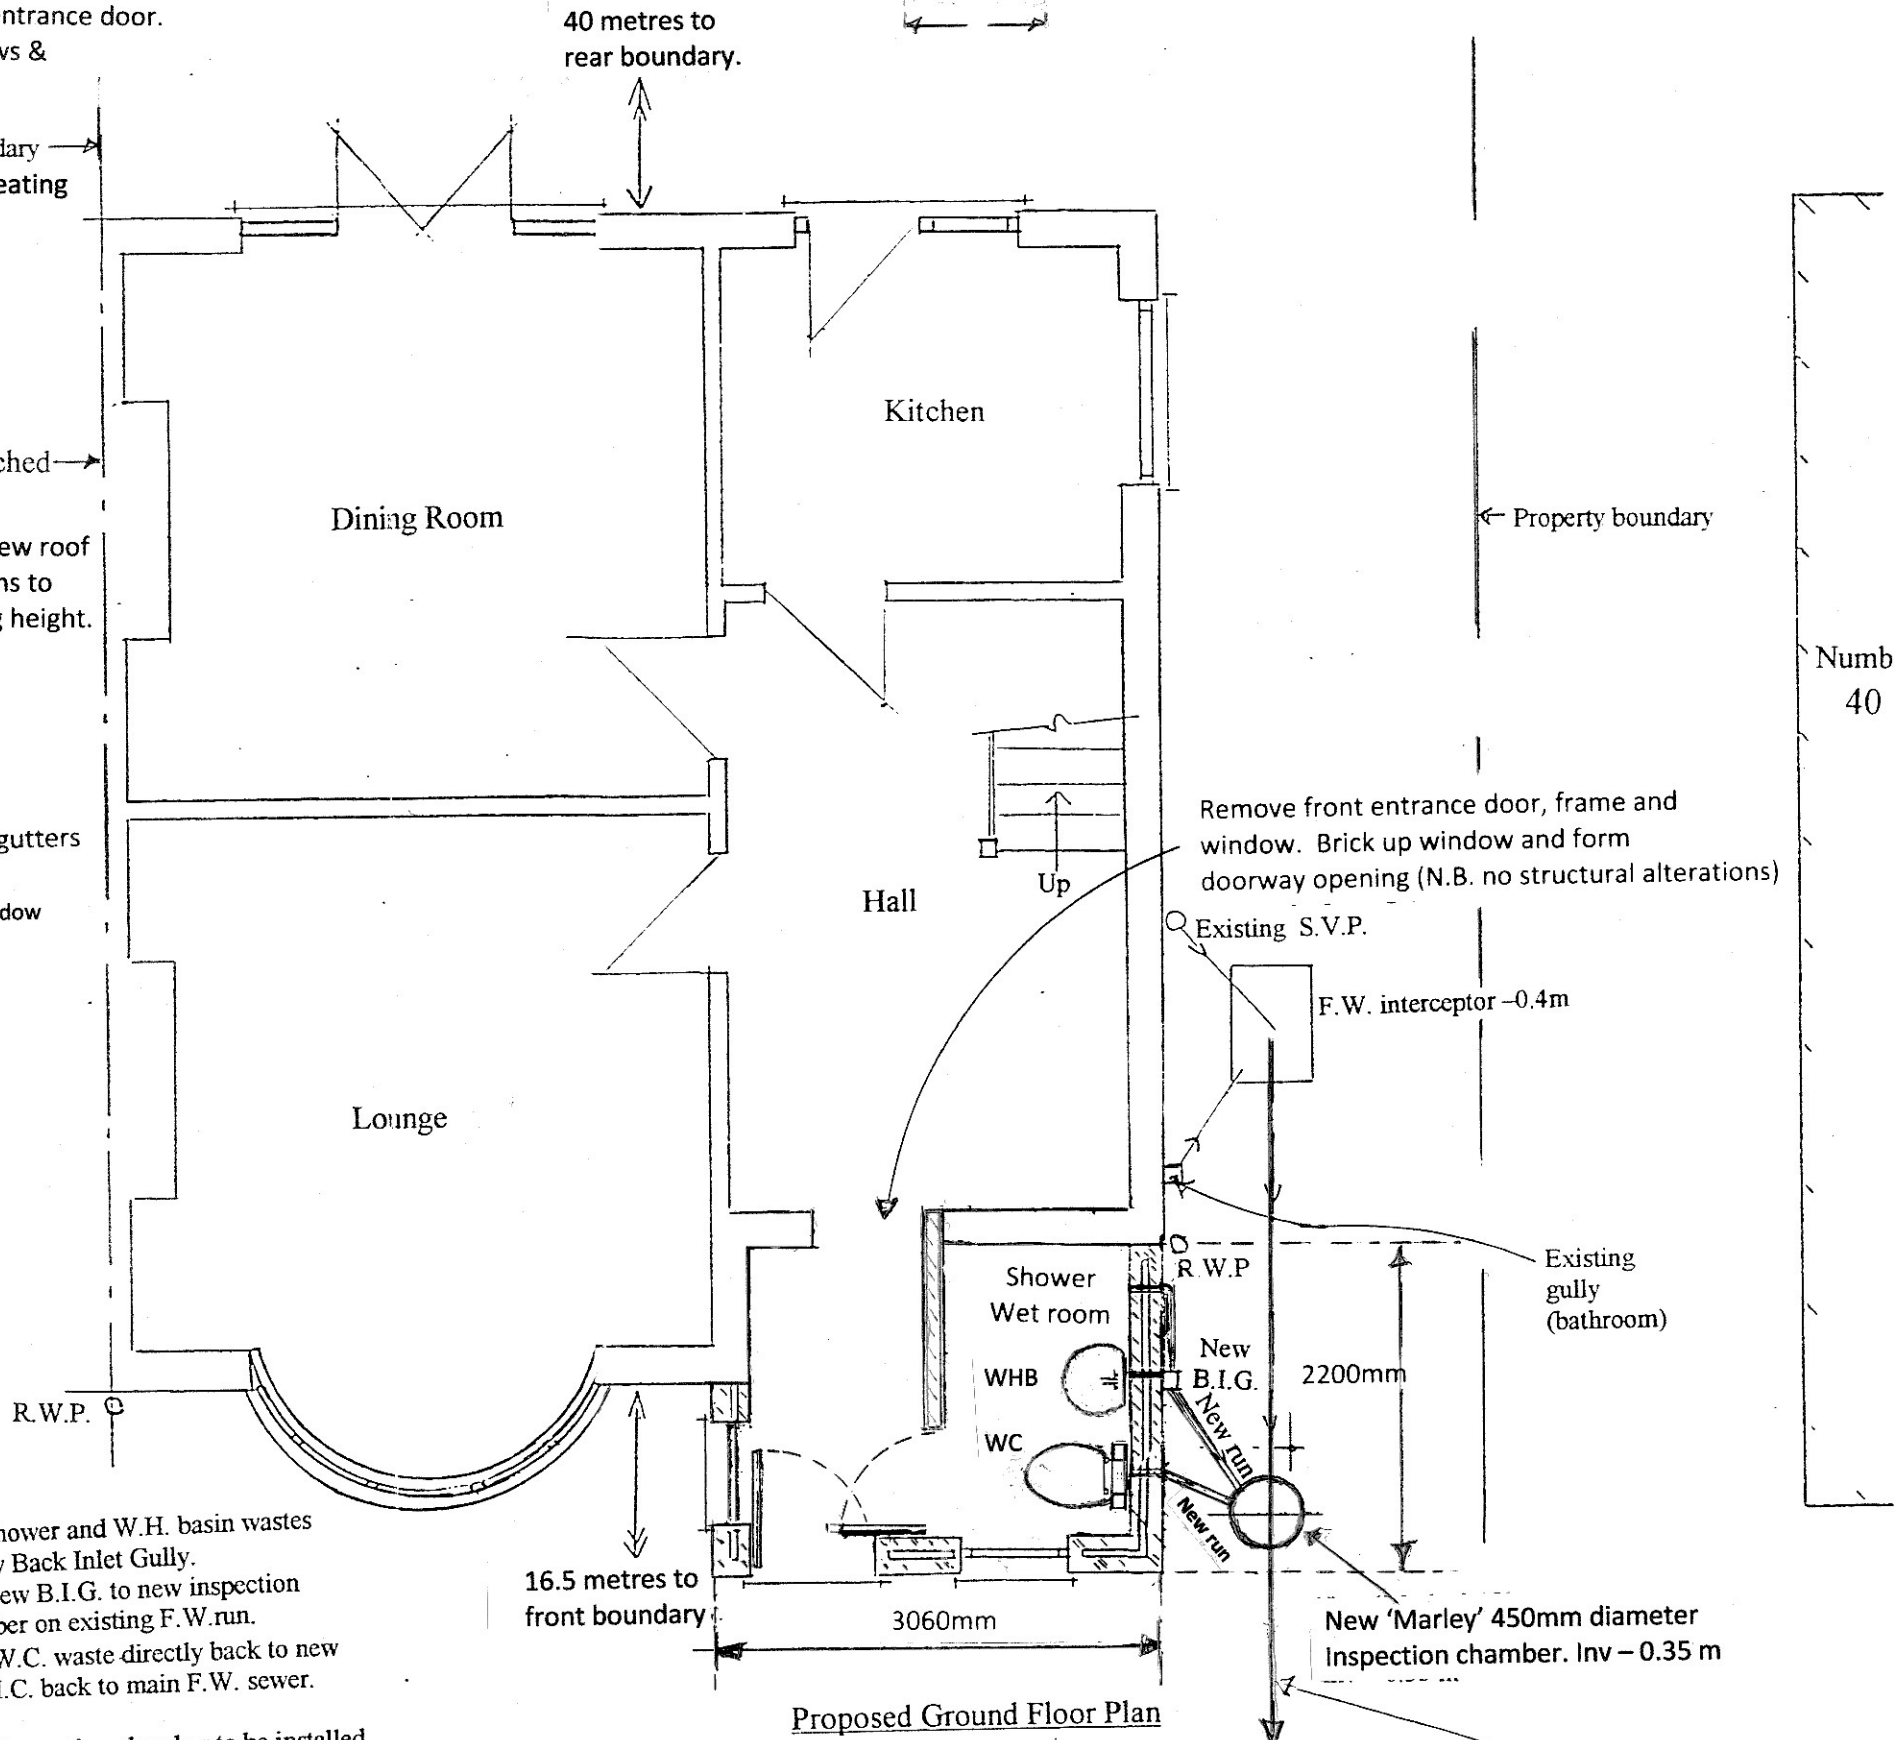 entrance door.
ws &
40 metres to
rear boundary.
dary
eating
ched
Dining Room
Kitchen
Property boundary
ew roof
ns to
g height.
Numb
40
gutters
dow
Remove front entrance door, frame and
window. Brick up window and form
doorway opening (N.B. no structural alterations)
Up
Hall
Existing S.V.P.
F.W. interceptor –0.4m
Lounge
Existing
gully
(bathroom)
R.W.P
Shower
Wet room
New
B.I.G.
WHB
2200mm
New run
WC
New run
R.W.P.
hower and W.H. basin wastes
y Back Inlet Gully.
ew B.I.G. to new inspection
ber on existing F.W.run.
W.C. waste directly back to new
I.C. back to main F.W. sewer.
16.5 metres to
front boundary
3060mm
New ‘Marley’ 450mm diameter
Inspection chamber. Inv – 0.35 m
Proposed Ground Floor Plan
to be installed